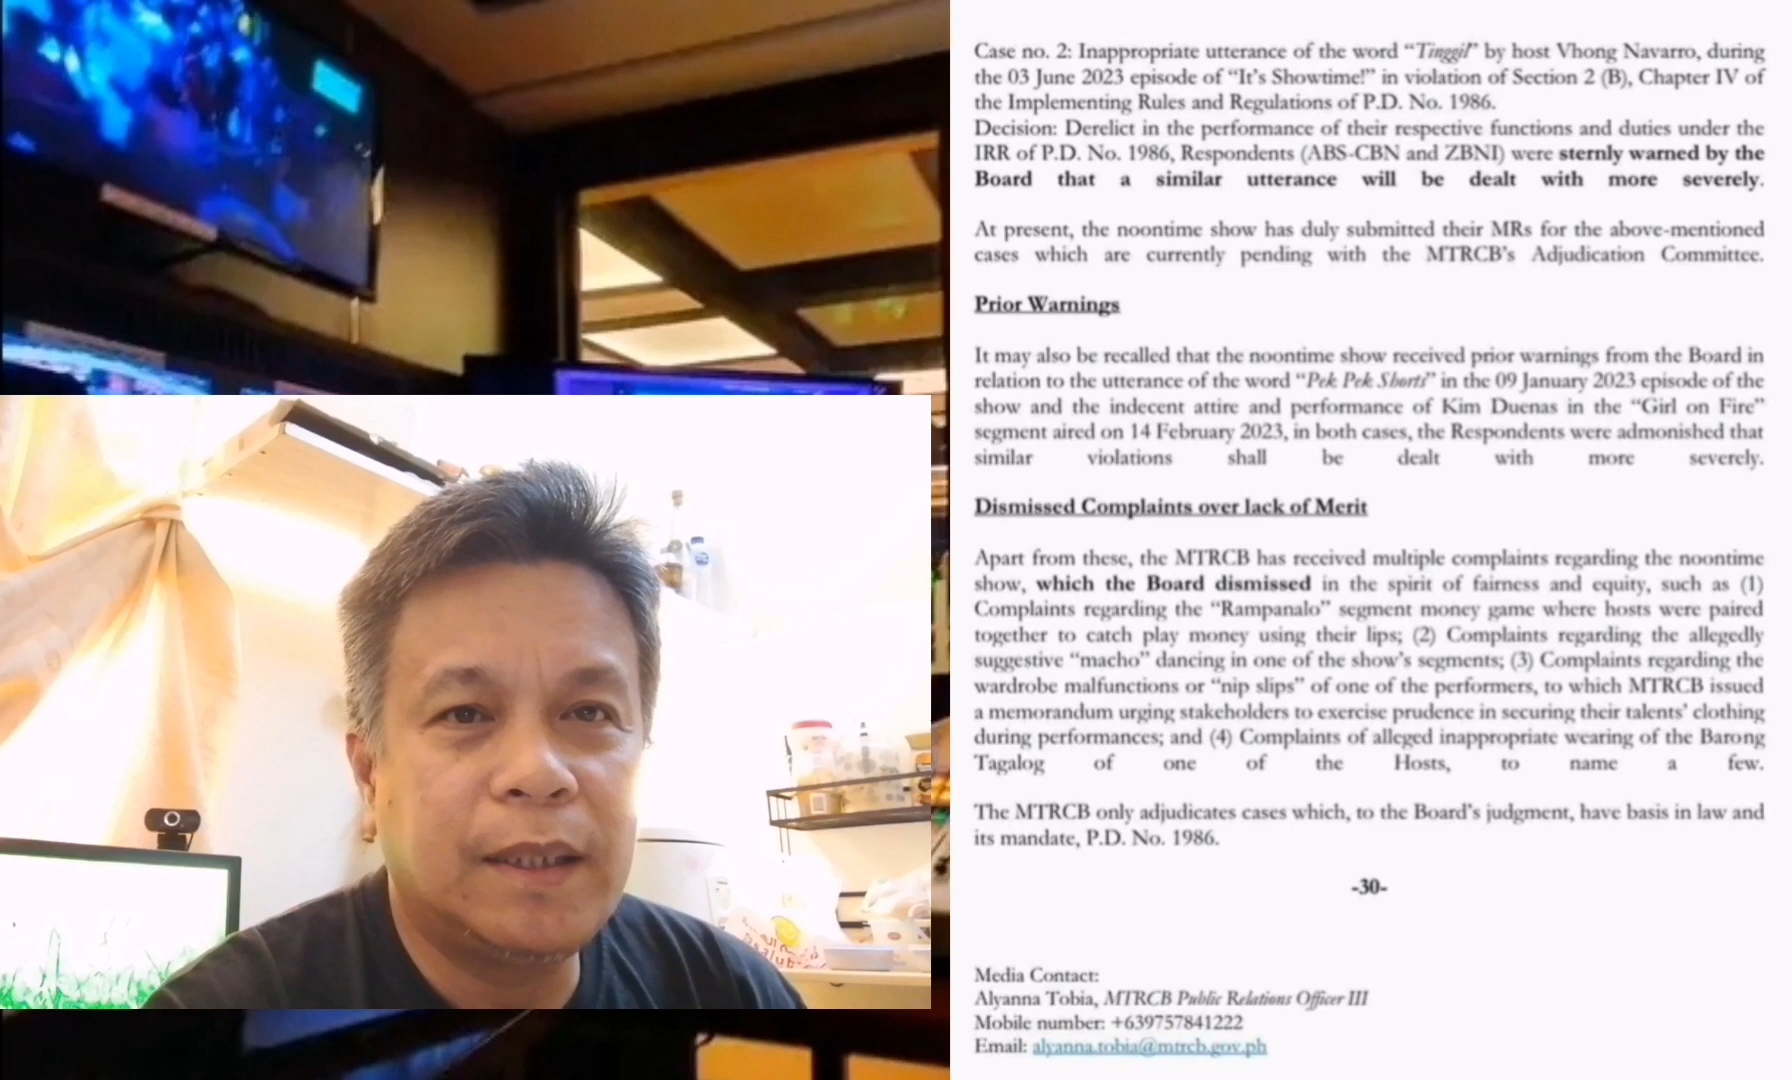 Case no. 2: Inappropriate utterance of the word “Tinggil” by host Vhong Navarro, during
the 03 June 2023 episode of “It’s Showtime!” in violation of Section 2 (B), Chapter IV of
the Implementing Rules and Regulations of P.D. No. 1986.
Decision: Derelict in the performance of their respective functions and duties under the
IRR of P.D. No. 1986, Respondents (ABS-CBN and ZBNI) were sternly warned by the
Board that a similar utterance will be dealt with more severely.
At present, the noontime show has duly submitted their MRs for the above-mentioned
cases which are currently pending with the MTRCB’s Adjudication Committee.
Prior Warnings
It may also be recalled that the noontime show received prior warnings from the Board in
relation to the utterance of the word “Pek Pek Shorts” in the 09 January 2023 episode of the
show and the indecent attire and performance of Kim Duenas in the “Girl on Fire”
segment aired on 14 February 2023, in both cases, the Respondents were admonished that
similar violations shall be dealt with more severely.
Dismissed Complaints over lack of Merit
Apart from these, the MTRCB has received multiple complaints regarding the noontime
show, which the Board dismissed in the spirit of fairness and equity, such as (1)
Complaints regarding the “Rampanalo” segment money game where hosts were paired
together to catch play money using their lips; (2) Complaints regarding the allegedly
suggestive “macho” dancing in one of the show’s segments; (3) Complaints regarding the
wardrobe malfunctions or “nip slips” of one of the performers, to which MTRCB issued
a memorandum urging stakeholders to exercise prudence in securing their talents’ clothing
during performances; and (4) Complaints of alleged inappropriate wearing of the Barong
Tagalog of one of the Hosts, to name a few.
The MTRCB only adjudicates cases which, to the Board’s judgment, have basis in law and
its mandate, P.D. No. 1986.
-30-
Media Contact:
Alyanna Tobia, MTRCB Public Relations Officer III
Mobile number: +639757841222
Email: alyanna.tobia@mtrcb.gov.ph